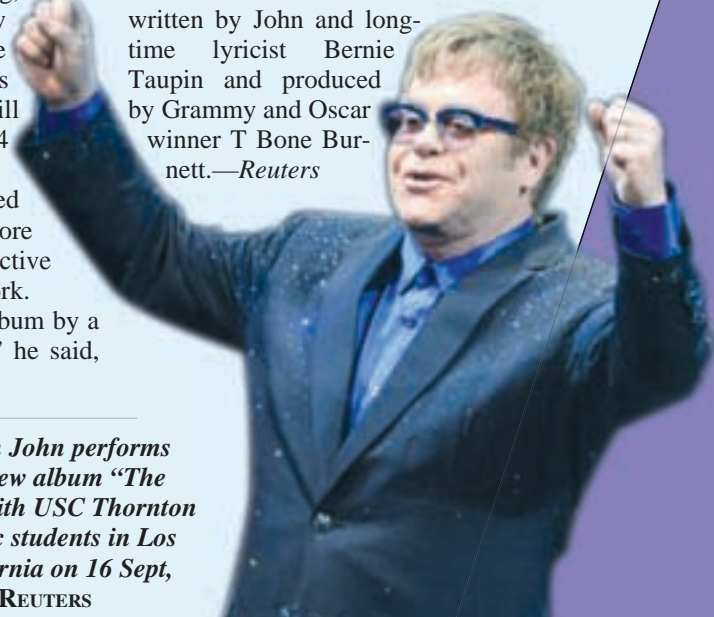 g,
y
e
s
ill
4
ed
ore
ctive
rk.
bum by a
” he said,
written by John and long-
time lyricist Bernie
Taupin and produced
by Grammy and Oscar
winner T Bone Bur-
nett.—Reuters
John performs
ew album “The
ith USC Thornton
c students in Los
rnia on 16 Sept,
REUTERS